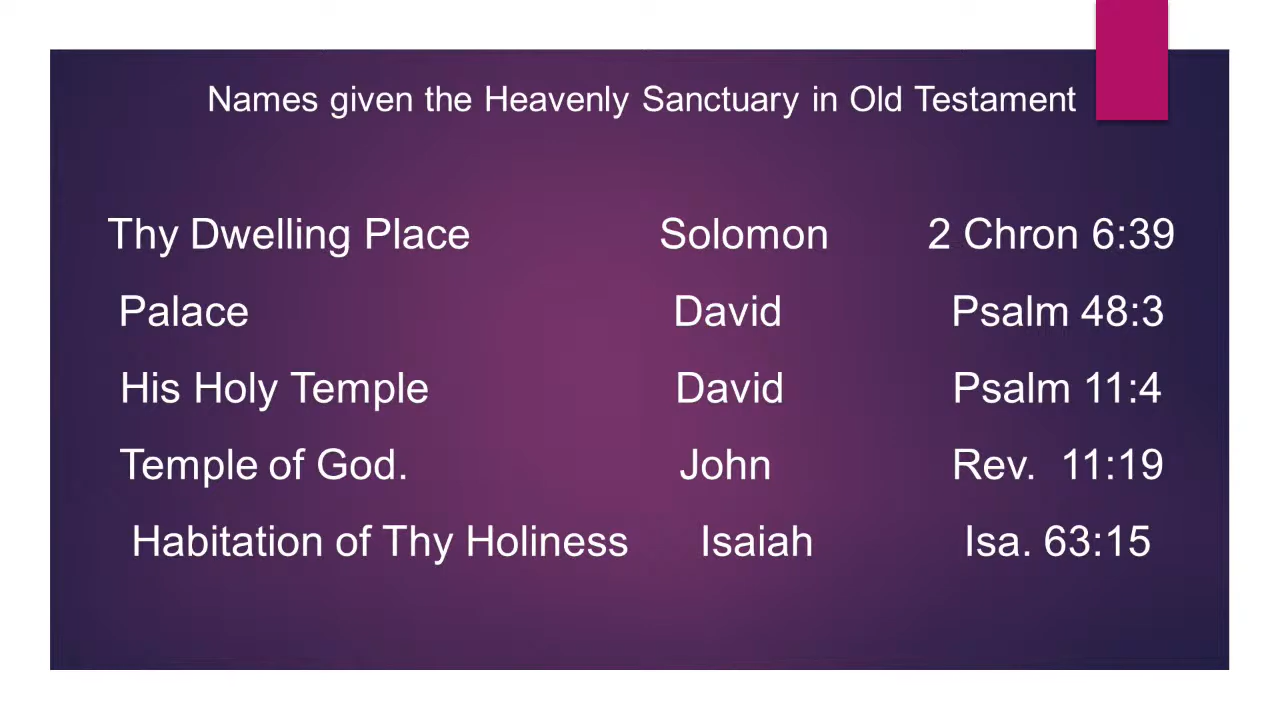 Names given the Heavenly Sanctuary in Old Testament
Thy Dwelling Place Solomon 2 Chron 6:39
Palace David Psalm 48:3
His Holy Temple David Psalm 11:4
Temple of God. John Rev. 11:19
Habitation of Thy Holiness Isaiah Isa. 63:15